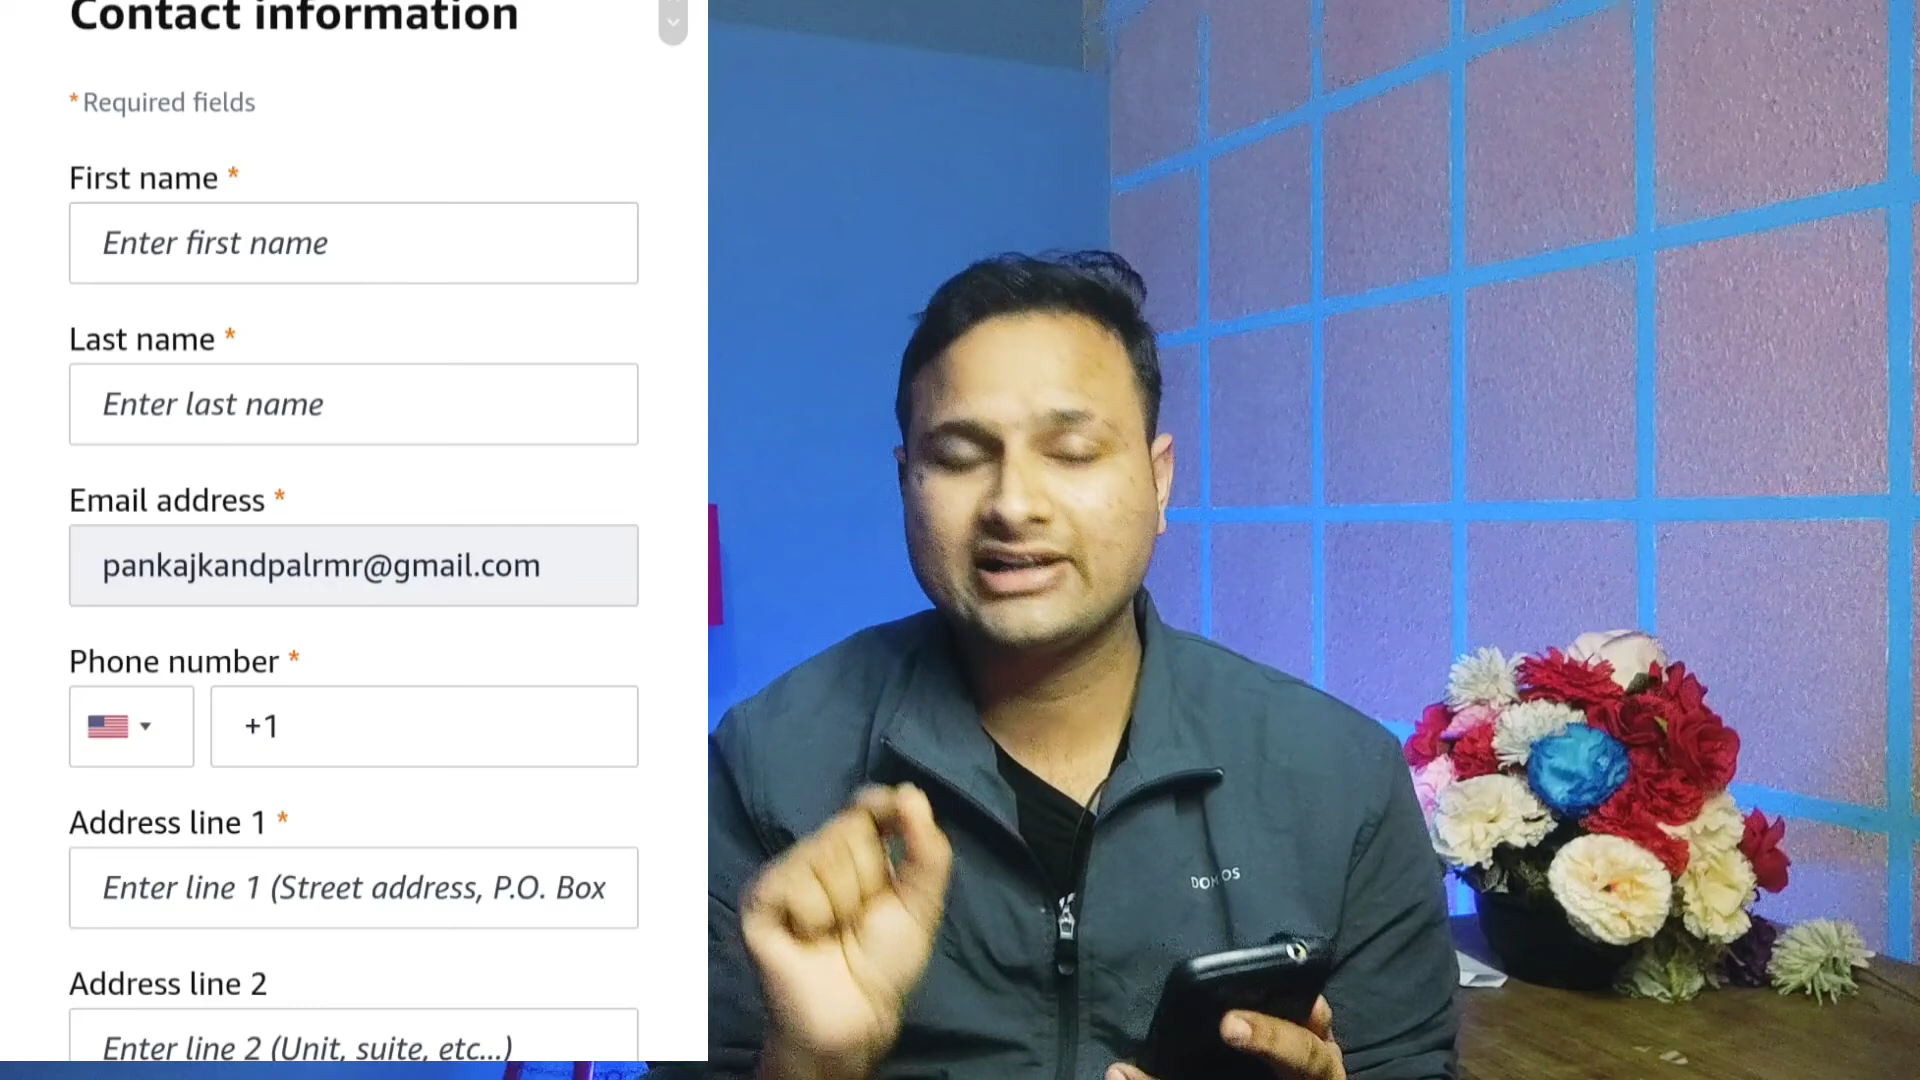 Contact information
* Required fields
First name *
Enter first name
Last name *
Enter last name
Email address *
pankajkandpalrmr@gmail.com
Phone number *
+1
Address line 1 *
Enter line 1 (Street address, P.O. Box
Address line 2
Enter line 2 (Unit, suite, etc...)